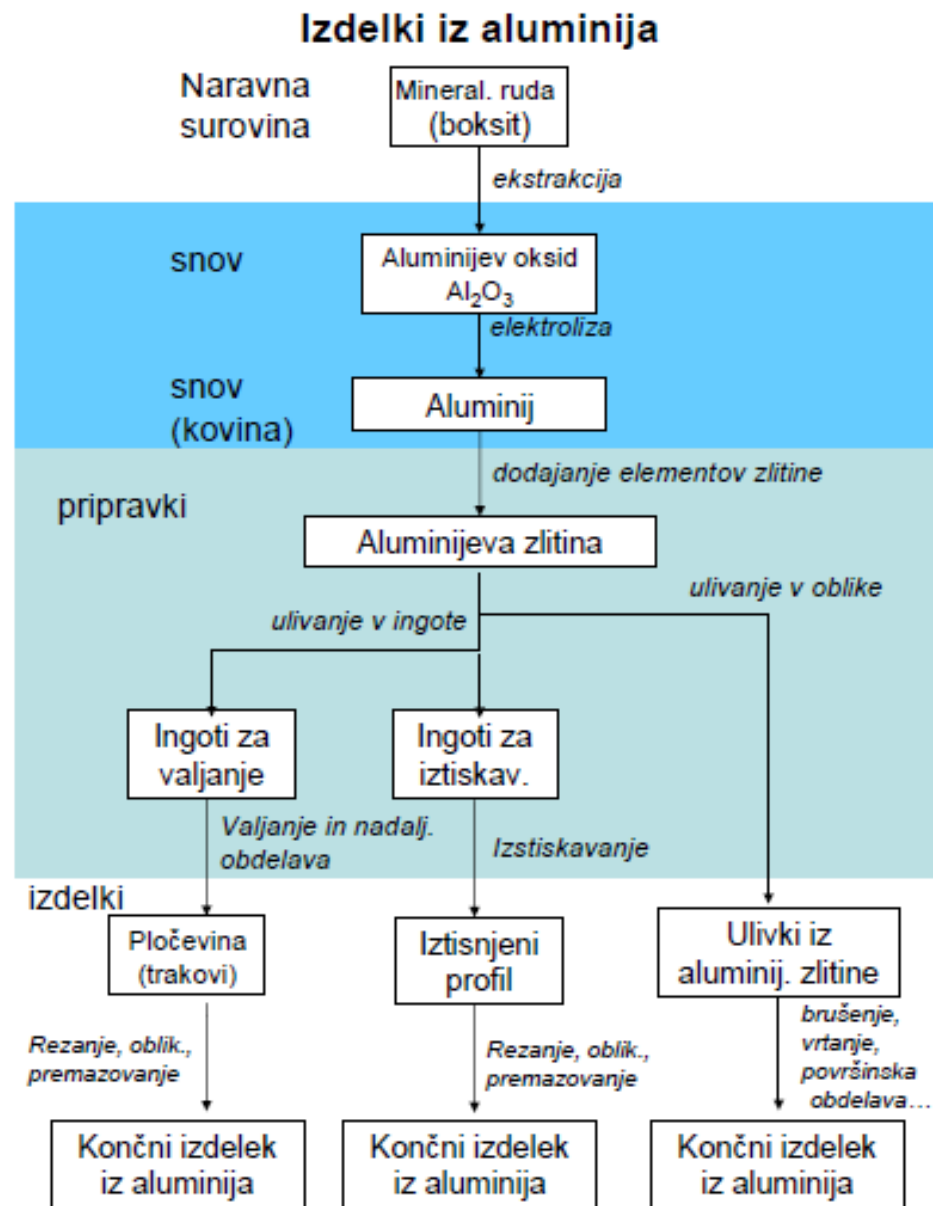 Izdelki iz aluminija
Naravna
surovina
Mineral. ruda
(boksit)
ekstrakcija
snov
Aluminijev oksid
Al₂O₃
elektroliza
snov
(kovina)
Aluminij
dodajanje elementov zlitine
pripravki
Aluminijeva zlitina
ulivanje v oblike
ulivanje v ingote
Ingoti za
valjanje
Ingoti za
iztiskav.
Valjanje in nadalj.
obdelava
Izstiskavanje
izdelki
Pločevina
(trakovi)
Iztisnjeni
profil
Ulivki iz
aluminij. zlitine
Rezanje, oblik.,
premazovanje
Rezanje, oblik.,
premazovanje
brušenje,
vrtanje,
površinska
obdelava…
Končni izdelek
iz aluminija
Končni izdelek
iz aluminija
Končni izdelek
iz aluminija